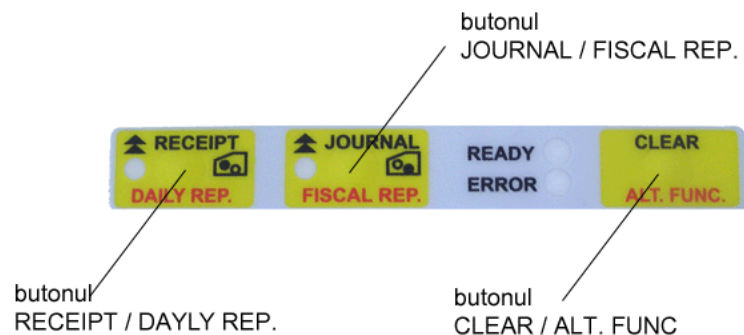 butonul
JOURNAL / FISCAL REP.
RECEIPT
DAILY REP.
JOURNAL
FISCAL REP.
READY
ERROR
CLEAR
ALT. FUNC.
butonul
RECEIPT / DAYLY REP.
butonul
CLEAR / ALT. FUNC